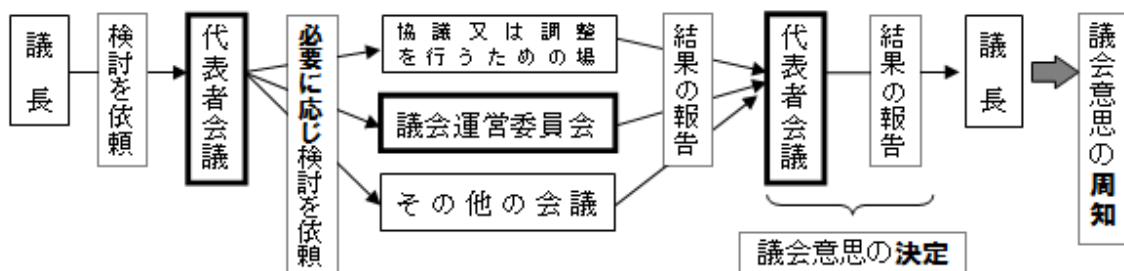 議長
検討を依頼
代表者会議
必要に応じ検討を依頼
協議又は調整
を行うための場
議会運営委員会
その他の会議
結果の報告
代表者会議
結果の報告
議会意思の決定
議長
議会意思の周知